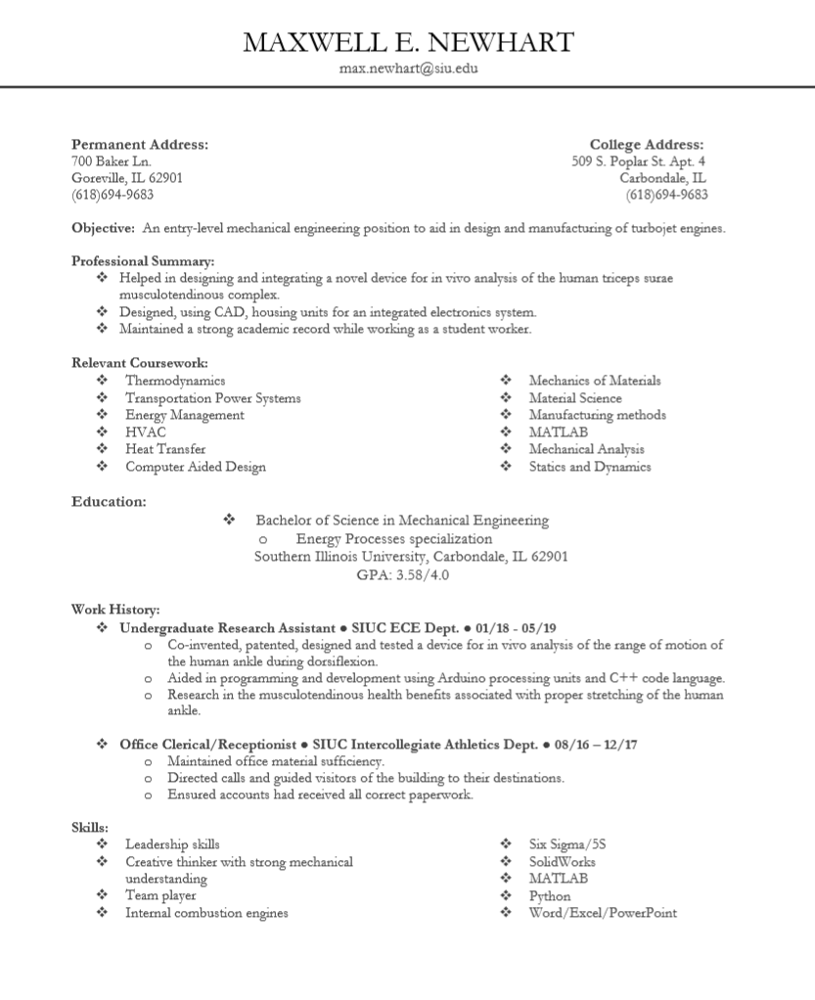 MAXWELL E. NEWHART
max.newhart@siu.edu
Permanent Address:
700 Baker Ln.
Goreville, IL 62901
(618)694-9683
College Address:
509 S. Poplar St. Apt. 4
Carbondale, IL
(618)694-9683
Objective: An entry-level mechanical engineering position to aid in design and manufacturing of turbojet engines.
Professional Summary:
❖ Helped in designing and integrating a novel device for in vivo analysis of the human triceps surae
musculotendinous complex.
❖ Designed, using CAD, housing units for an integrated electronics system.
❖ Maintained a strong academic record while working as a student worker.
Relevant Coursework:
❖ Thermodynamics
❖ Transportation Power Systems
❖ Energy Management
❖ HVAC
❖ Heat Transfer
❖ Computer Aided Design
❖ Mechanics of Materials
❖ Material Science
❖ Manufacturing methods
❖ MATLAB
❖ Mechanical Analysis
❖ Statics and Dynamics
Education:
❖ Bachelor of Science in Mechanical Engineering
o Energy Processes specialization
Southern Illinois University, Carbondale, IL 62901
GPA: 3.58/4.0
Work History:
❖ Undergraduate Research Assistant ● SIUC ECE Dept. ● 01/18 - 05/19
o Co-invented, patented, designed and tested a device for in vivo analysis of the range of motion of
the human ankle during dorsiflexion.
o Aided in programming and development using Arduino processing units and C++ code language.
o Research in the musculotendinous health benefits associated with proper stretching of the human
ankle.
❖ Office Clerical/Receptionist ● SIUC Intercollegiate Athletics Dept. ● 08/16 – 12/17
o Maintained office material sufficiency.
o Directed calls and guided visitors of the building to their destinations.
o Ensured accounts had received all correct paperwork.
Skills:
❖ Leadership skills
❖ Creative thinker with strong mechanical
understanding
❖ Team player
❖ Internal combustion engines
❖ Six Sigma/5S
❖ SolidWorks
❖ MATLAB
❖ Python
❖ Word/Excel/PowerPoint